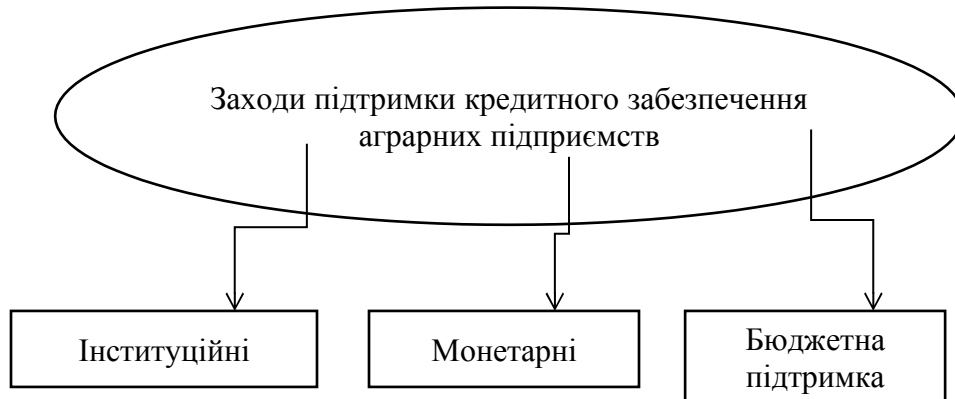 Заходи підтримки кредитного забезпечення
аграрних підприємств
Інституційні
Монетарні
Бюджетна
підтримка